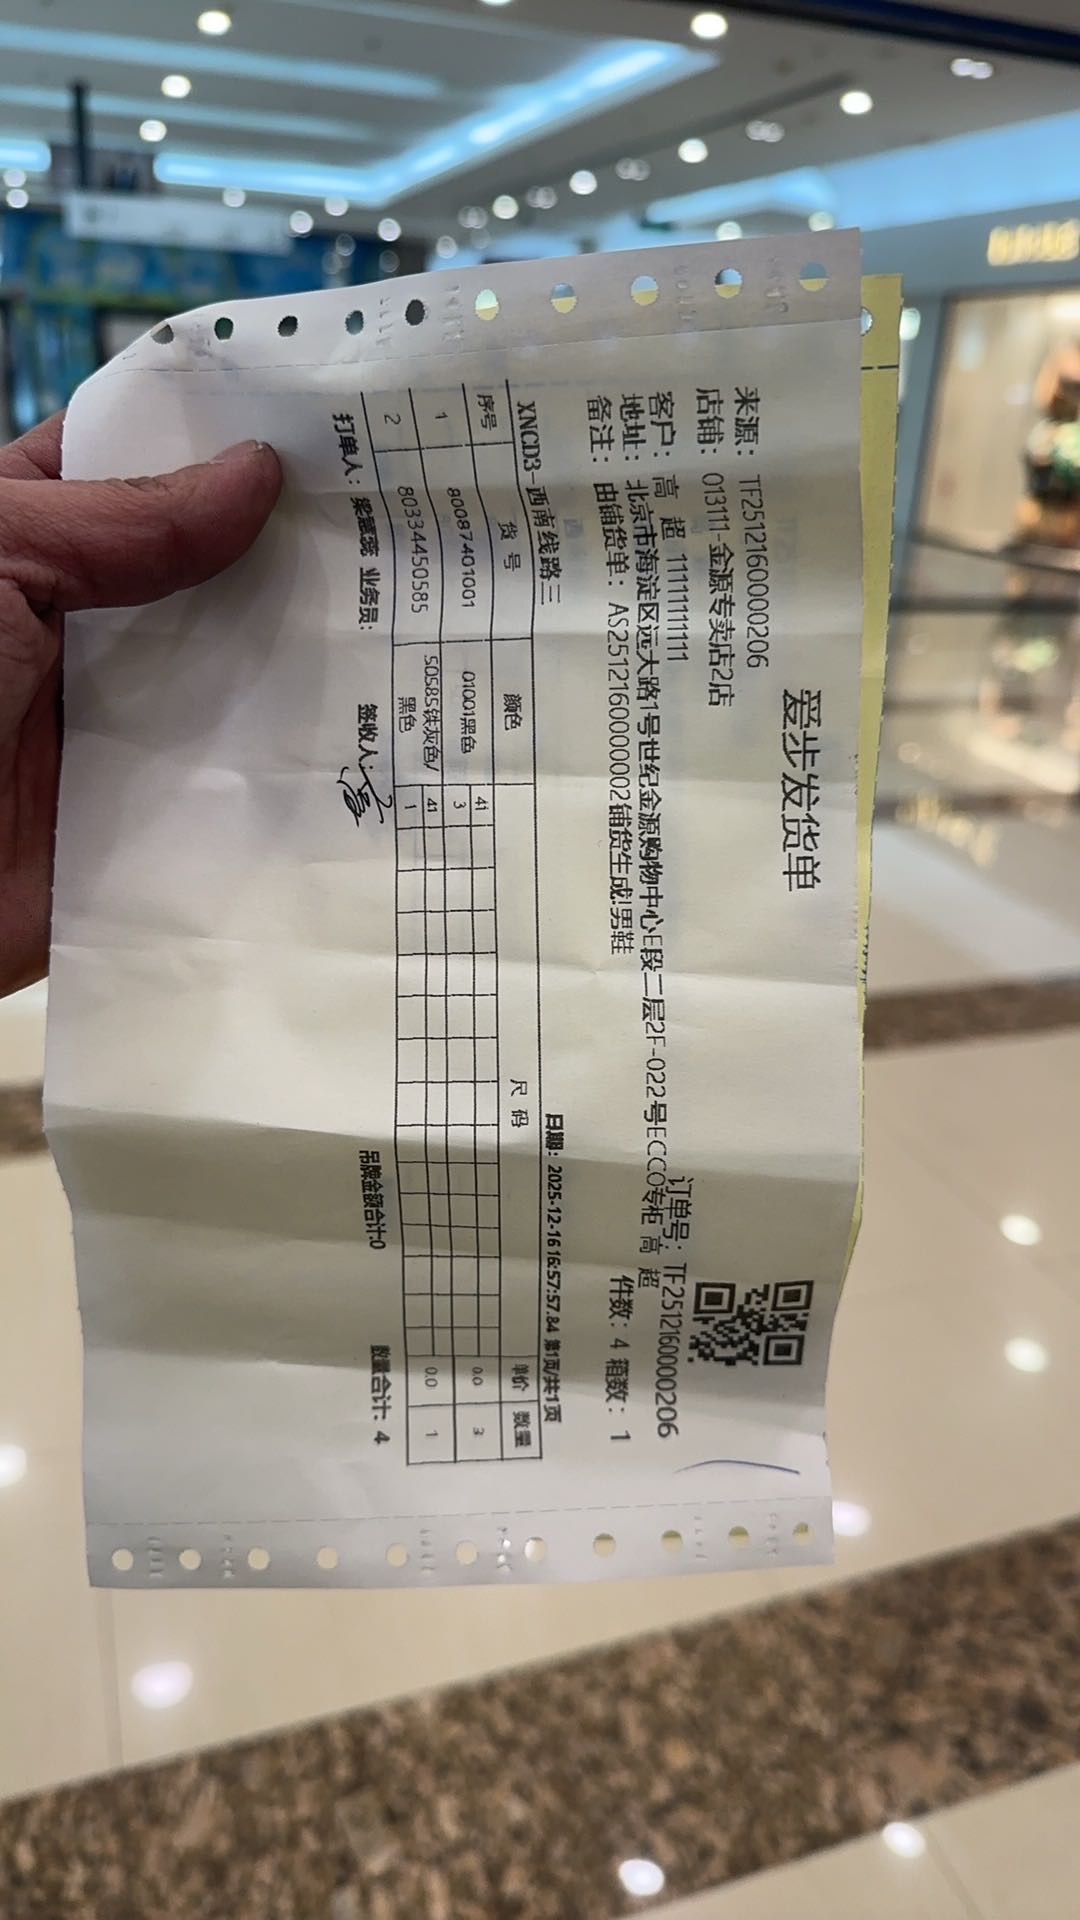 爱步发货单
来源： TF2512160000206
店铺： 013111-金源专卖店2店
订单号： TF2512160000206
客户： 高 超 11111111111
地址： 北京市海淀区远大路1号世纪金源购物中心E段二层2F-022号ECCO专柜 高 超
备注： 由铺货单：AS2512160000002铺货生成!男鞋
件数：4 箱数：1
XNCD3-西南线路三
日期：2025-12-16 16:57:57.84 第1页/共1页
序号 货 号 颜色 尺 码 单价 数量
1 80087401001 01001黑色 41 3 0.0 3
2 80334450585 50585铁灰色/黑色 41 1 0.0 1
打单人： 梁慧蕊 业务员： 签收人： 吊牌金额合计:0 数量合计: 4